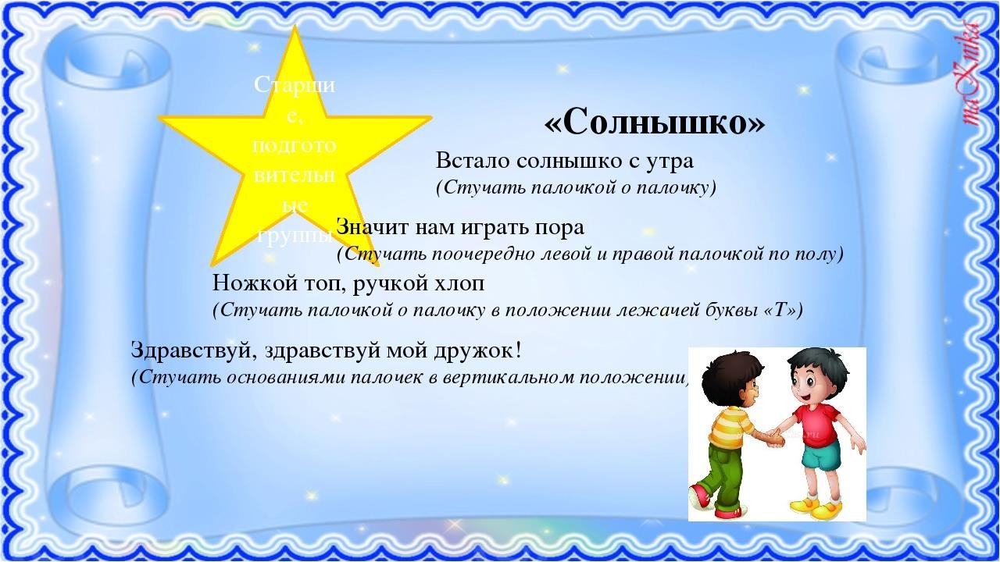 Старши
е,
подгото
вительн
ые
группы
«Солнышко»
Встало солнышко с утра
(Стучать палочкой о палочку)
Значит нам играть пора
(Стучать поочередно левой и правой палочкой по полу)
Ножкой топ, ручкой хлоп
(Стучать палочкой о палочку в положении лежачей буквы «Т»)
Здравствуй, здравствуй мой дружок!
(Стучать основаниями палочек в вертикальном положении)
maXnika